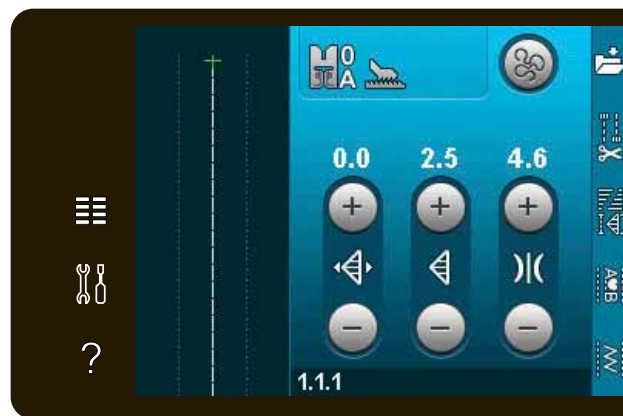 0
A
0.0 2.5 4.6
+ + +
)|(
− − −
?
1.1.1
A♥B